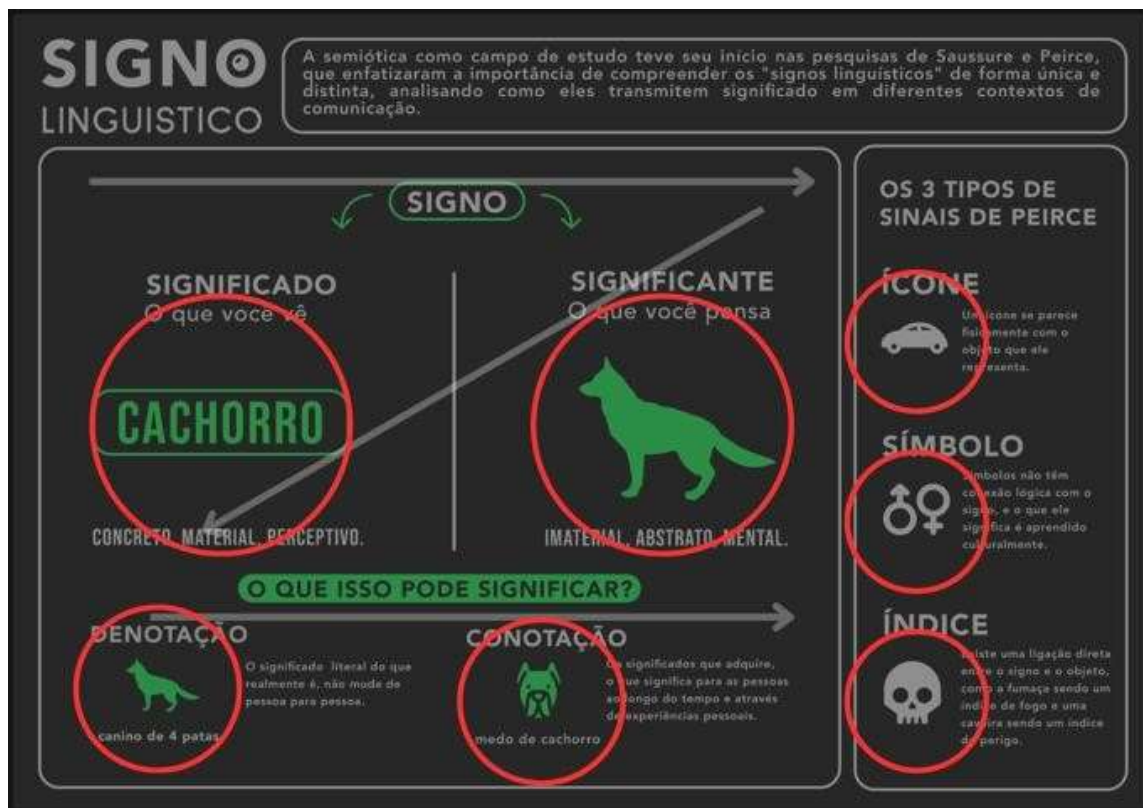 SIGNO
LINGUISTICO
A semiótica como campo de estudo teve seu início nas pesquisas de Saussure e Peirce,
que enfatizaram a importância de compreender os "signos linguísticos" de forma única e
distinta, analisando como eles transmitem significado em diferentes contextos de
comunicação.
SIGNO
SIGNIFICADO
O que você vê
CACHORRO
CONCRETO. MATERIAL. PERCEPTIVO.
SIGNIFICANTE
O que você pensa
IMATERIAL. ABSTRATO. MENTAL.
O QUE ISSO PODE SIGNIFICAR?
DENOTAÇÃO
O significado literal do que
realmente é, não muda de
pessoa para pessoa.
canino de 4 patas
CONOTAÇÃO
Os significados que adquire,
o que significa para as pessoas
ao longo do tempo e através
de experiências pessoais.
medo de cachorro
OS 3 TIPOS DE
SINAIS DE PEIRCE
ÍCONE
Um ícone se parece
fisicamente com o
objeto que ele
representa.
SÍMBOLO
Símbolos não têm
conexão lógica com o
signo, e o que ele
significa é aprendido
culturalmente.
ÍNDICE
Existe uma ligação direta
entre o signo e o objeto,
como a fumaça sendo um
índice de fogo e uma
caveira sendo um índice
de perigo.